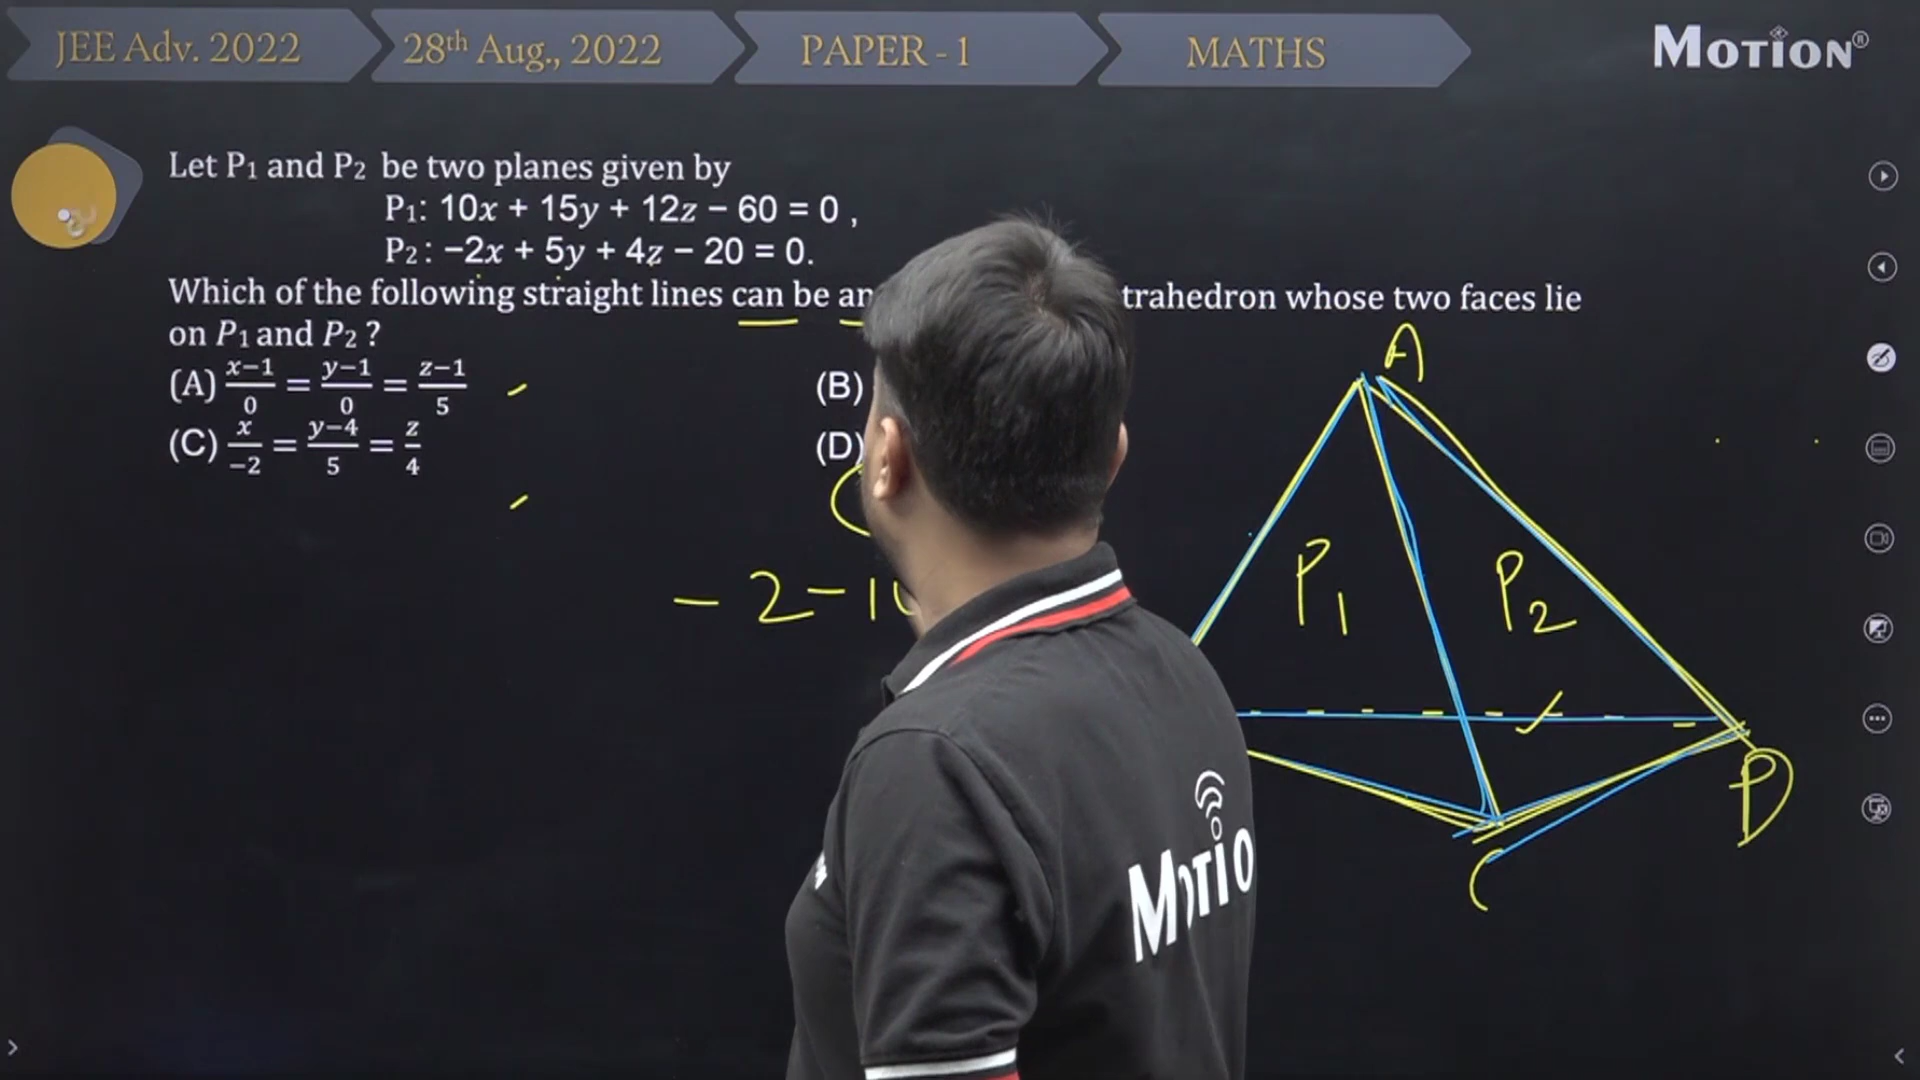 JEE Adv. 2022 28th Aug., 2022 PAPER - 1 MATHS MOTION®
Let P1 and P2 be two planes given by
P1: 10x + 15y + 12z − 60 = 0 ,
P2 : −2x + 5y + 4z − 20 = 0.
Which of the following straight lines can be an trahedron whose two faces lie
on P1 and P2 ?
(A) x−1/0 = y−1/0 = z−1/5 (B)
(C) x/−2 = y−4/5 = z/4 (D)
A
P1 P2
− 2 − 1
D
C
MOTIO